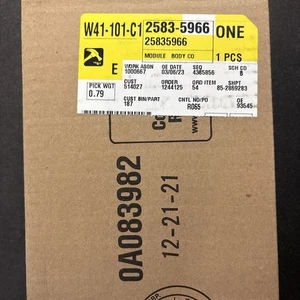 W41-101-C1 2583-5966 ONE
25835966
MODULE BODY CO 1 PCS
E WORK ASGN OE DATE SEQ SCH CO
1000667 03/06/23 4385856 B
PICK WGT CUST ORDER ORD ITEM SHPT
0.79 514027 1244125 54 85-2869283
CUST BIN/PART CNTL NO/PO OE
187 R065 93545
0A083982
12-21-21